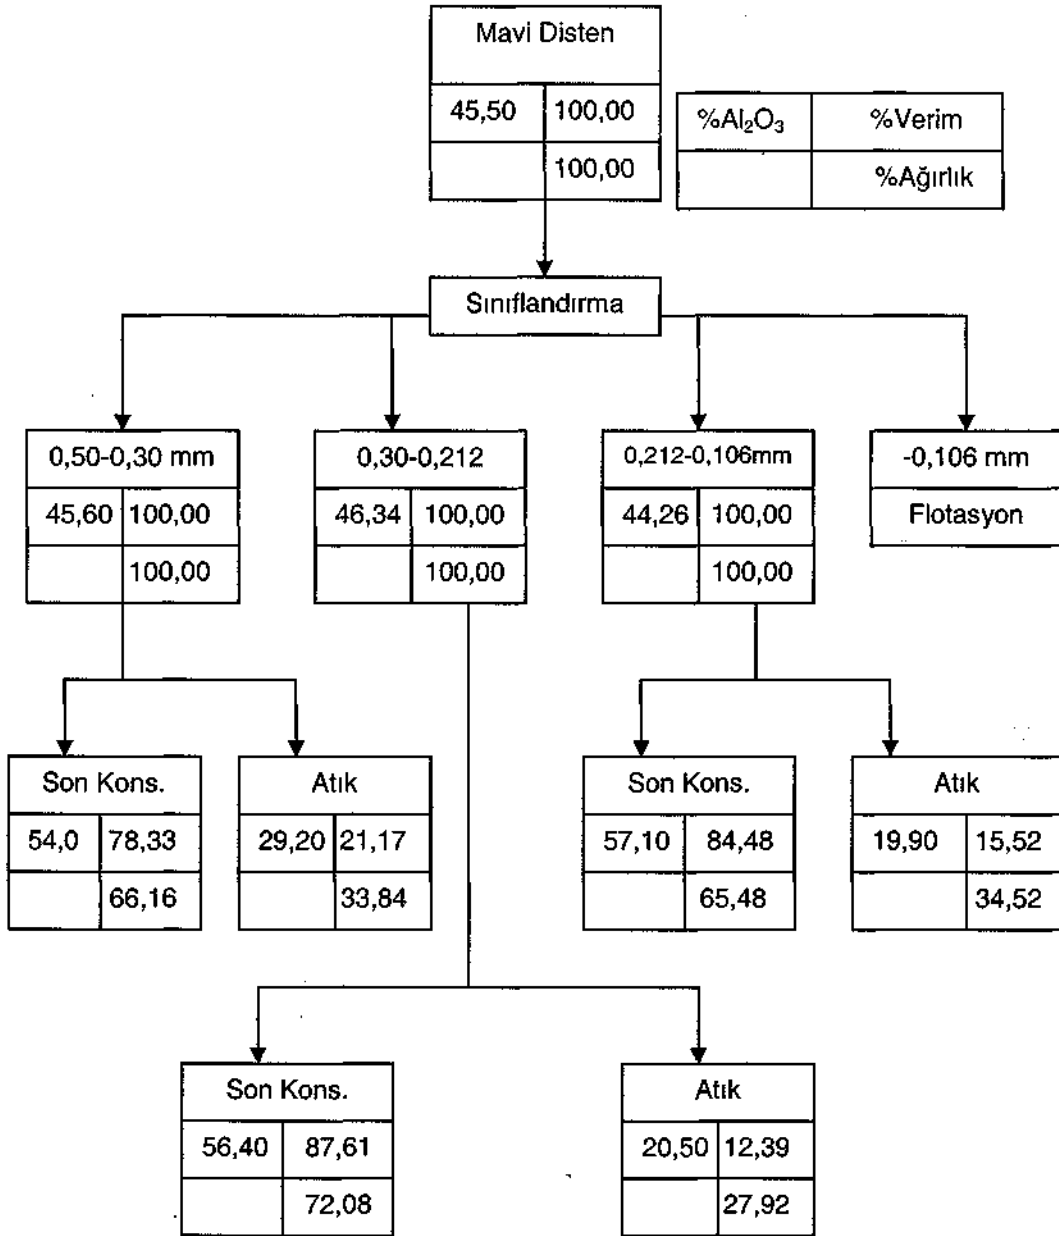 Mavi Disten
45,50 100,00
100,00
%Al₂O₃ %Verim
%Ağırlık
Sınıflandırma
0,50-0,30 mm
45,60 100,00
100,00
0,30-0,212
46,34 100,00
100,00
0,212-0,106mm
44,26 100,00
100,00
-0,106 mm
Flotasyon
Son Kons.
54,0 78,33
66,16
Atık
29,20 21,17
33,84
Son Kons.
57,10 84,48
65,48
Atık
19,90 15,52
34,52
Son Kons.
56,40 87,61
72,08
Atık
20,50 12,39
27,92